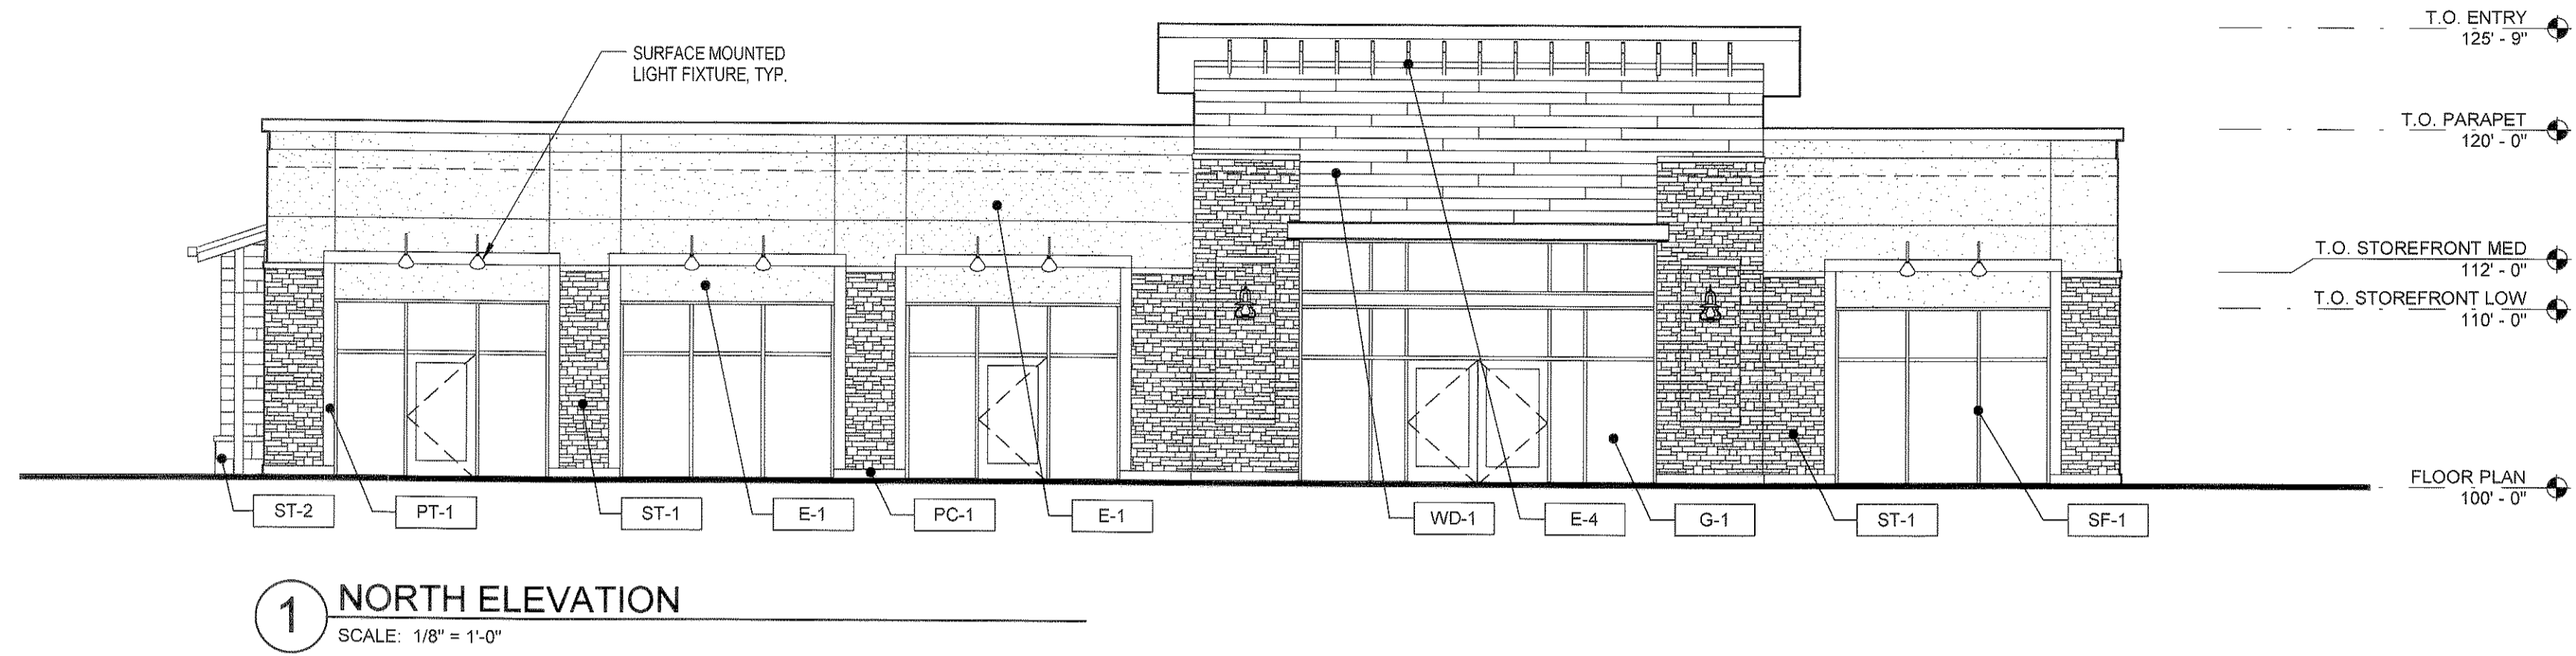 SURFACE MOUNTED
LIGHT FIXTURE, TYP.
T.O. ENTRY
125' - 9"
T.O. PARAPET
120' - 0"
T.O. STOREFRONT MED
112' - 0"
T.O. STOREFRONT LOW
110' - 0"
FLOOR PLAN
100' - 0"
ST-2
PT-1
ST-1
E-1
PC-1
E-1
WD-1
E-4
G-1
ST-1
SF-1
1
NORTH ELEVATION
SCALE: 1/8" = 1'-0"